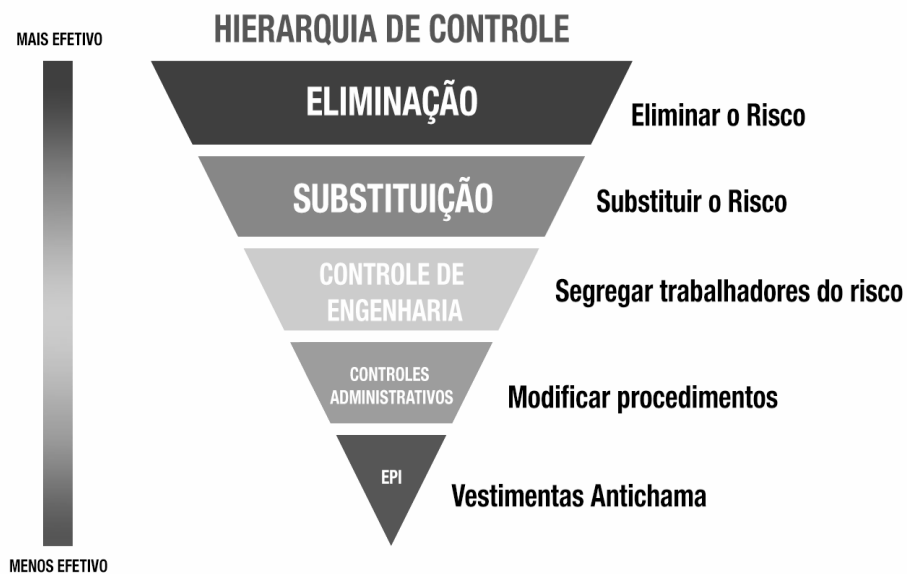 HIERARQUIA DE CONTROLE
MAIS EFETIVO
ELIMINAÇÃO
Eliminar o Risco
SUBSTITUIÇÃO
Substituir o Risco
CONTROLE DE
ENGENHARIA
Segregar trabalhadores do risco
CONTROLES
ADMINISTRATIVOS
Modificar procedimentos
EPI
Vestimentas Antichama
MENOS EFETIVO